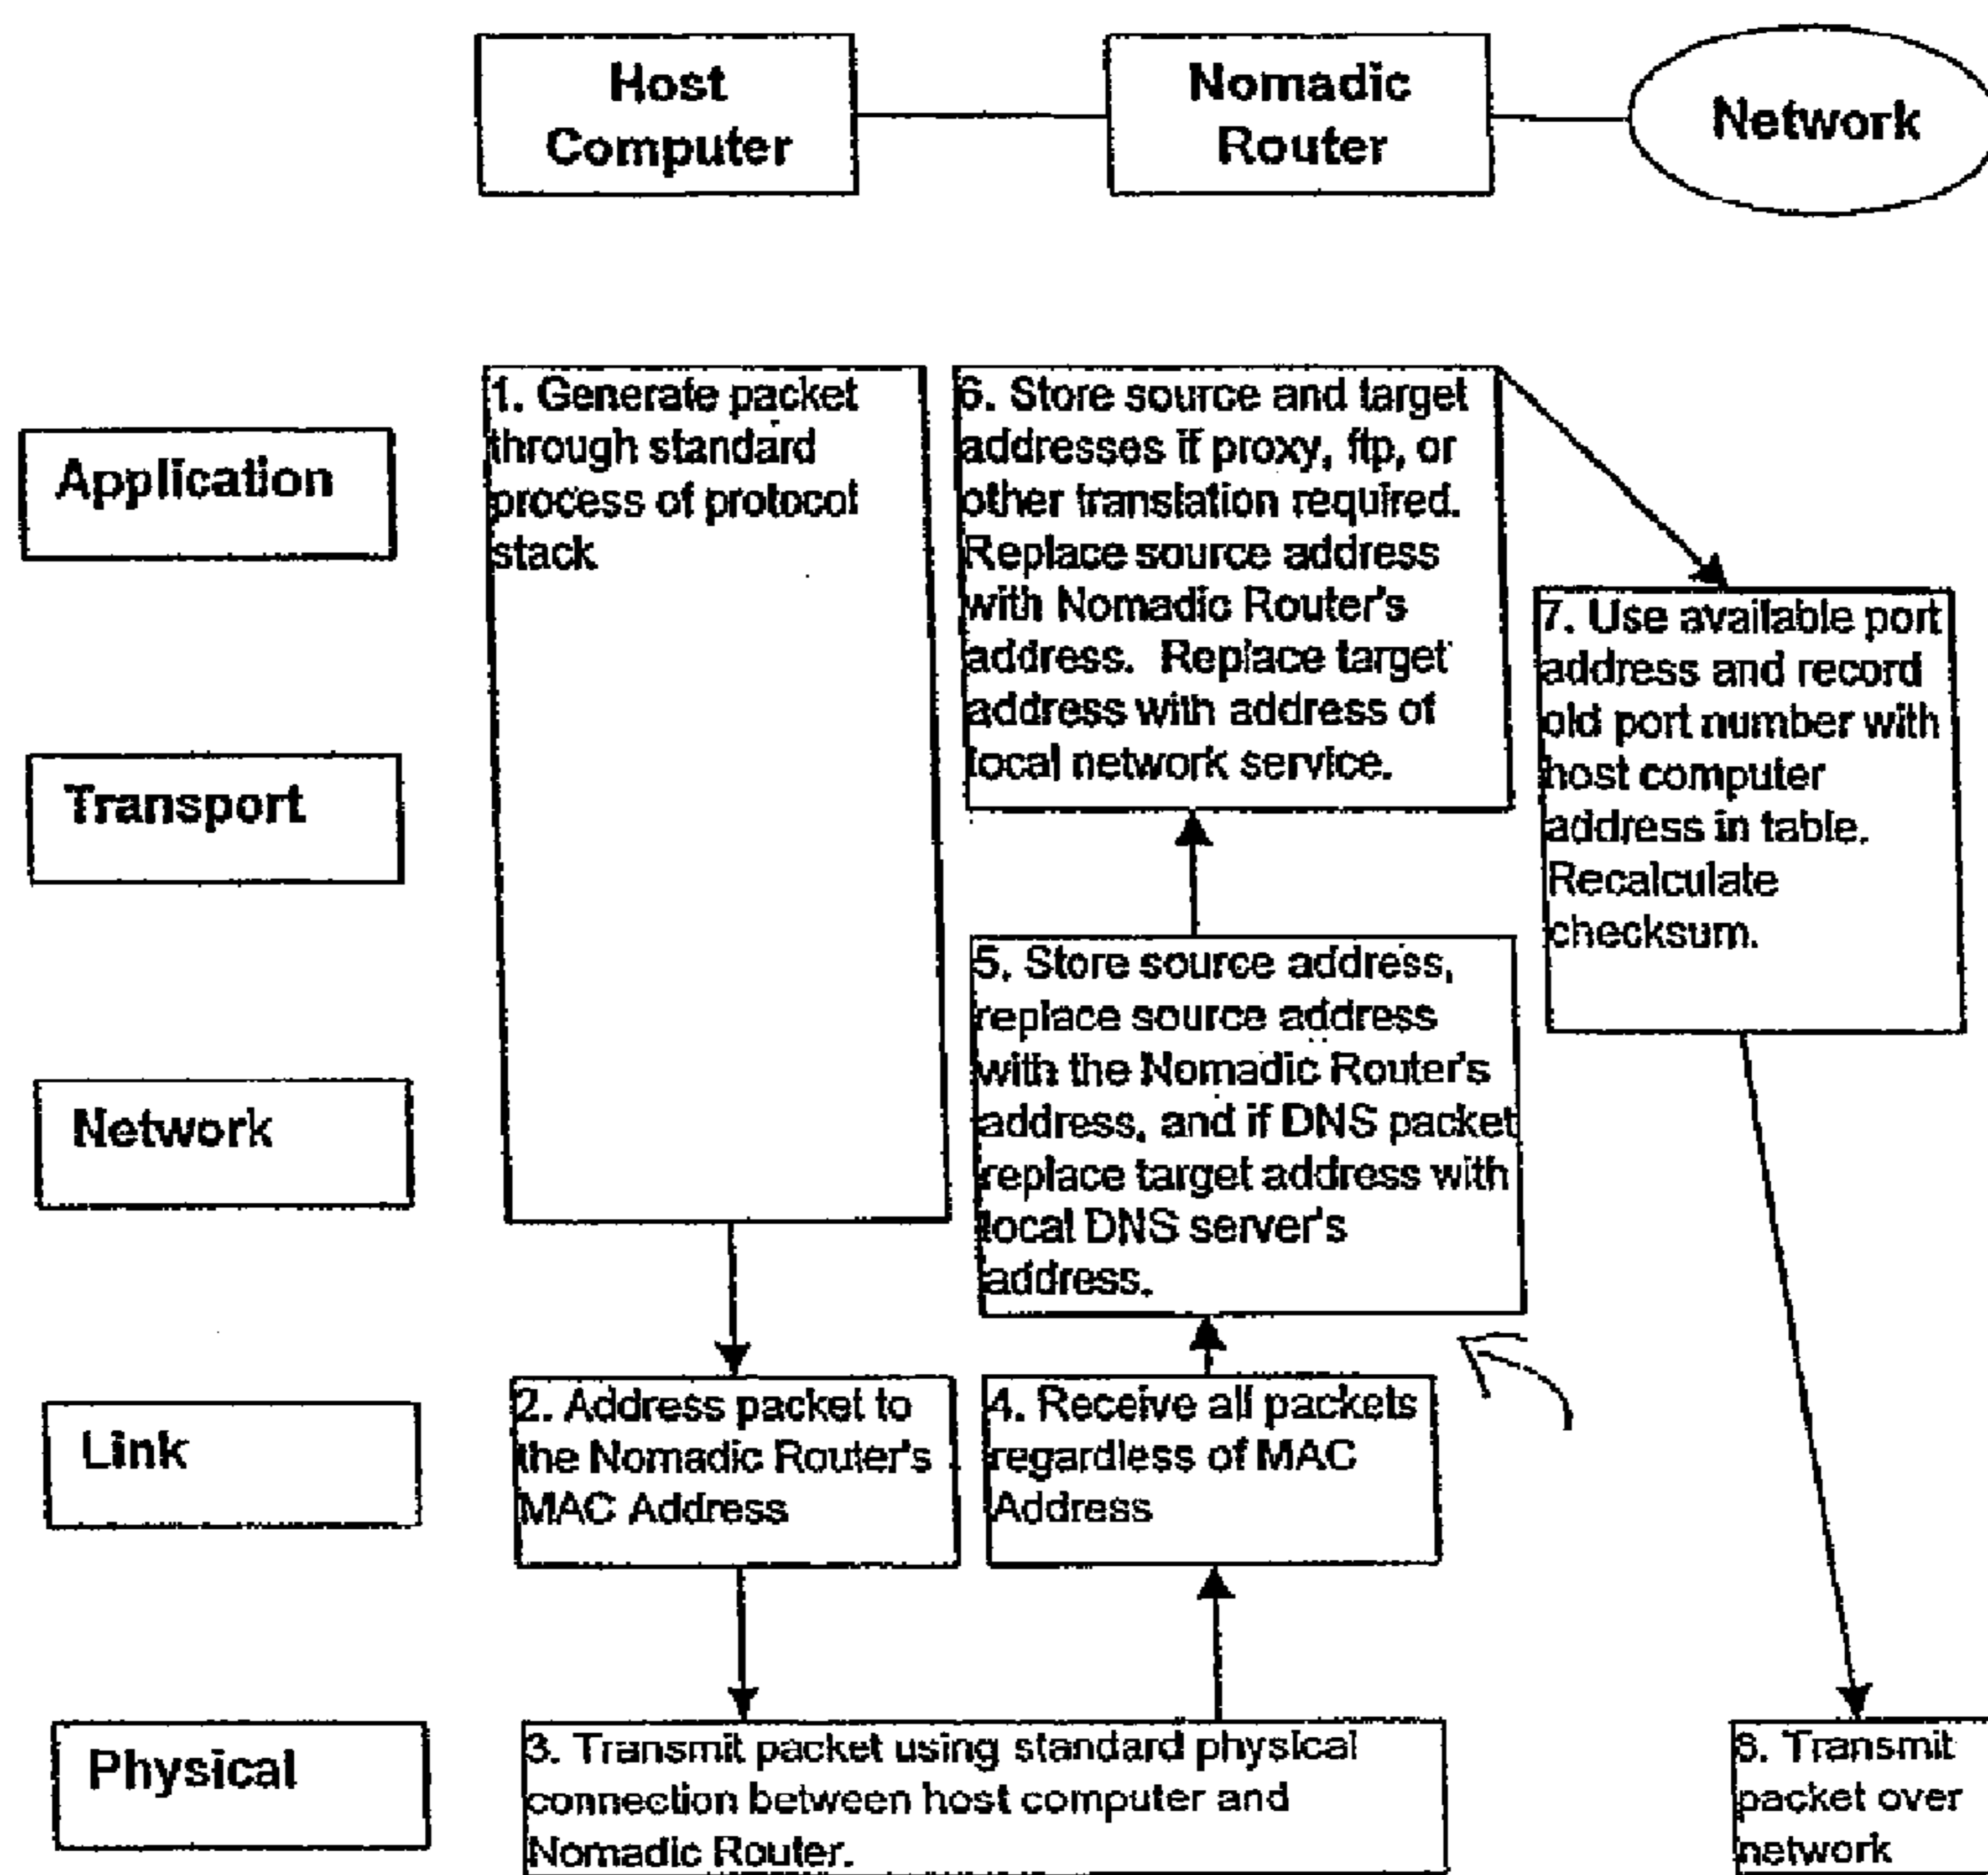 Host
Computer
Nomadic
Router
Network
Application
Transport
Network
Link
Physical
1. Generate packet
through standard
process of protocol
stack
2. Address packet to
the Nomadic Router's
MAC Address
3. Transmit packet using standard physical
connection between host computer and
Nomadic Router.
4. Receive all packets
regardless of MAC
Address
5. Store source address,
replace source address
with the Nomadic Router's
address, and if DNS packet
replace target address with
local DNS server's
address.
6. Store source and target
addresses if proxy, ftp, or
other translation required.
Replace source address
with Nomadic Router's
address. Replace target
address with address of
local network service.
7. Use available port
address and record
old port number with
host computer
address in table.
Recalculate
checksum.
8. Transmit
packet over
network